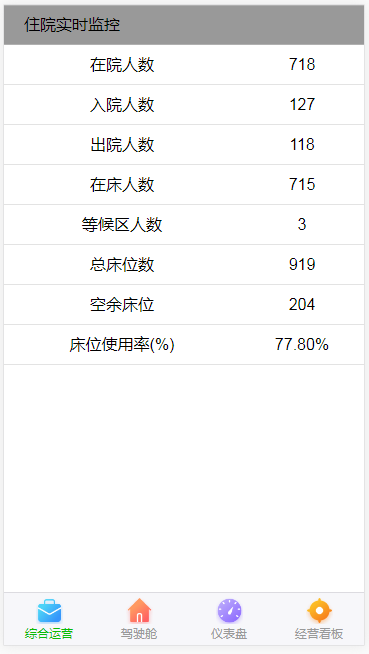 住院实时监控
在院人数 718
入院人数 127
出院人数 118
在床人数 715
等候区人数 3
总床位数 919
空余床位 204
床位使用率(%) 77.80%
综合运营 驾驶舱 仪表盘 经营看板